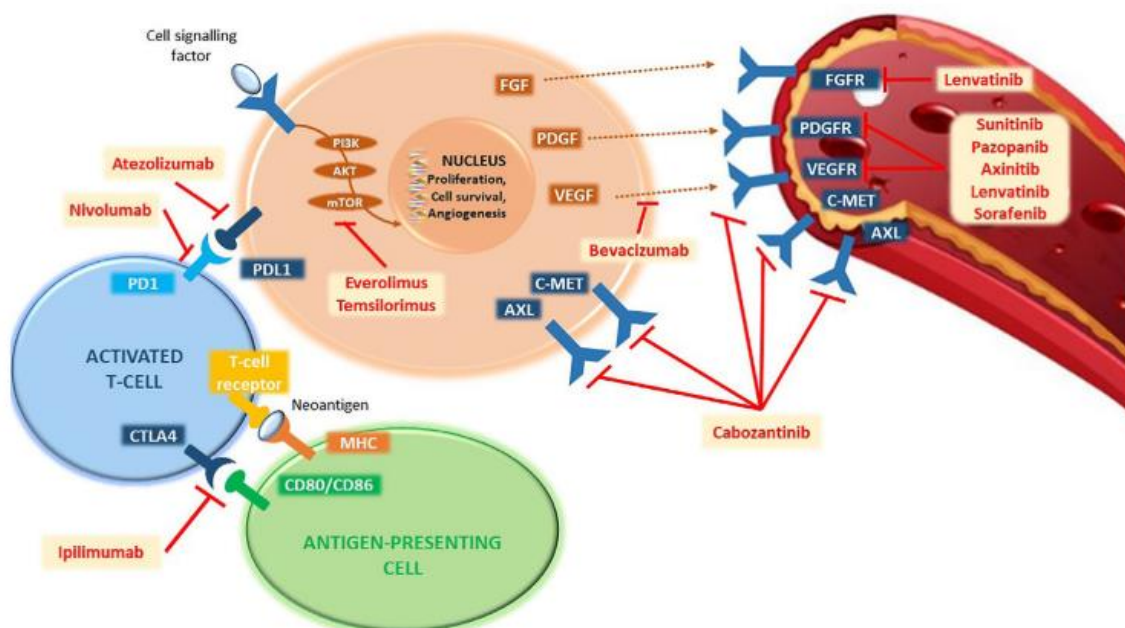 Cell signalling
factor
FGF
FGFR
Lenvatinib
PI3K
AKT
mTOR
NUCLEUS
Proliferation,
Cell survival,
Angiogenesis
PDGF
PDGFR
Sunitinib
Pazopanib
Axinitib
Lenvatinib
Sorafenib
Atezolizumab
VEGF
VEGFR
Nivolumab
C-MET
AXL
Bevacizumab
PD1
PDL1
Everolimus
Temsilorimus
C-MET
AXL
ACTIVATED
T-CELL
T-cell
receptor
Neoantigen
CTLA4
MHC
Cabozantinib
CD80/CD86
Ipilimumab
ANTIGEN-PRESENTING
CELL